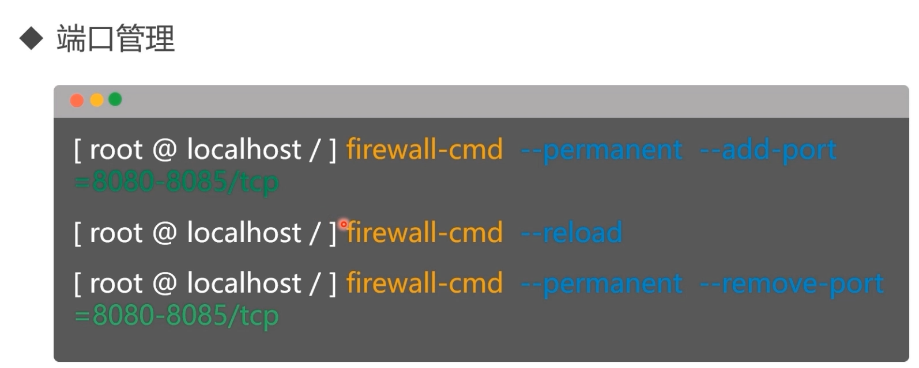 ◆ 端口管理
[ root @ localhost / ] firewall-cmd --permanent --add-port
=8080-8085/tcp
[ root @ localhost / ] firewall-cmd --reload
[ root @ localhost / ] firewall-cmd --permanent --remove-port
=8080-8085/tcp